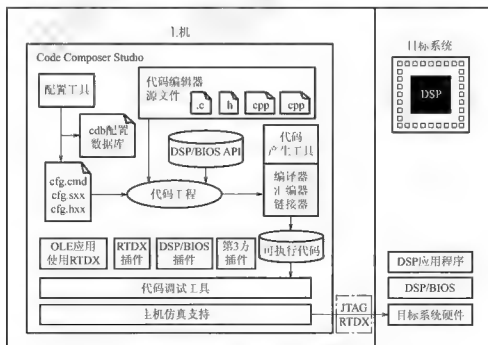 主机
Code Composer Studio
配置工具
cdb配置
数据库
cfg.cmd
cfg.sxx
cfg.hxx
代码编辑器
源文件
.c
h
cpp
cpp
DSP/BIOS API
代码工程
代码
产生工具
编译器
汇编器
链接器
可执行代码
OLE应用
使用RTDX
RTDX
插件
DSP/BIOS
插件
第3方
插件
代码调试工具
主机仿真支持
JTAG
RTDX
目标系统
DSP
DSP应用程序
DSP/BIOS
目标系统硬件